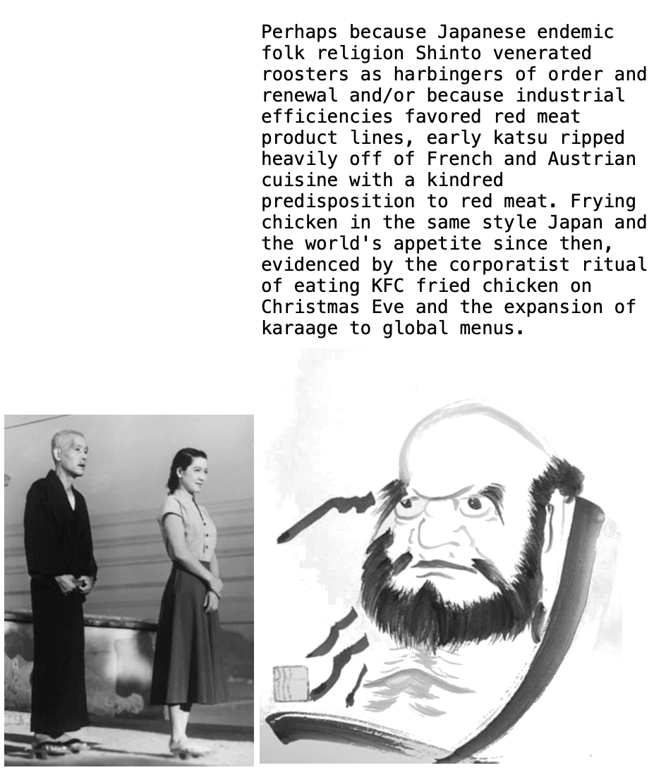 Perhaps because Japanese endemic
folk religion Shinto venerated
roosters as harbingers of order and
renewal and/or because industrial
efficiencies favored red meat
product lines, early katsu ripped
heavily off of French and Austrian
cuisine with a kindred
predisposition to red meat. Frying
chicken in the same style Japan and
the world's appetite since then,
evidenced by the corporatist ritual
of eating KFC fried chicken on
Christmas Eve and the expansion of
karaage to global menus.